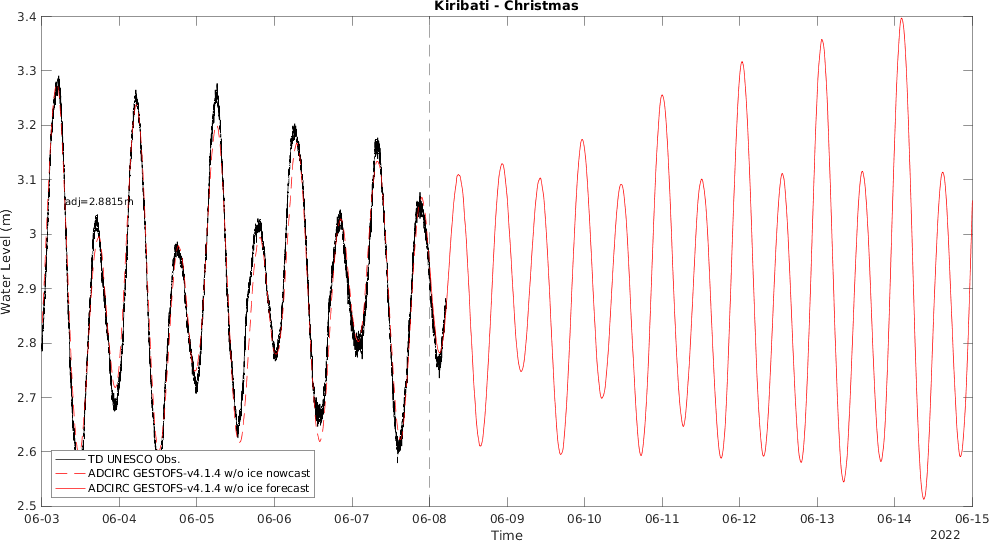 Kiribati - Christmas
Water Level (m)
3.4
3.3
3.2
3.1
3
2.9
2.8
2.7
2.6
2.5
adj=2.8815m
TD UNESCO Obs.
ADCIRC GESTOFS-v4.1.4 w/o ice nowcast
ADCIRC GESTOFS-v4.1.4 w/o ice forecast
06-03 06-04 06-05 06-06 06-07 06-08 06-09 06-10 06-11 06-12 06-13 06-14 06-15
Time
2022